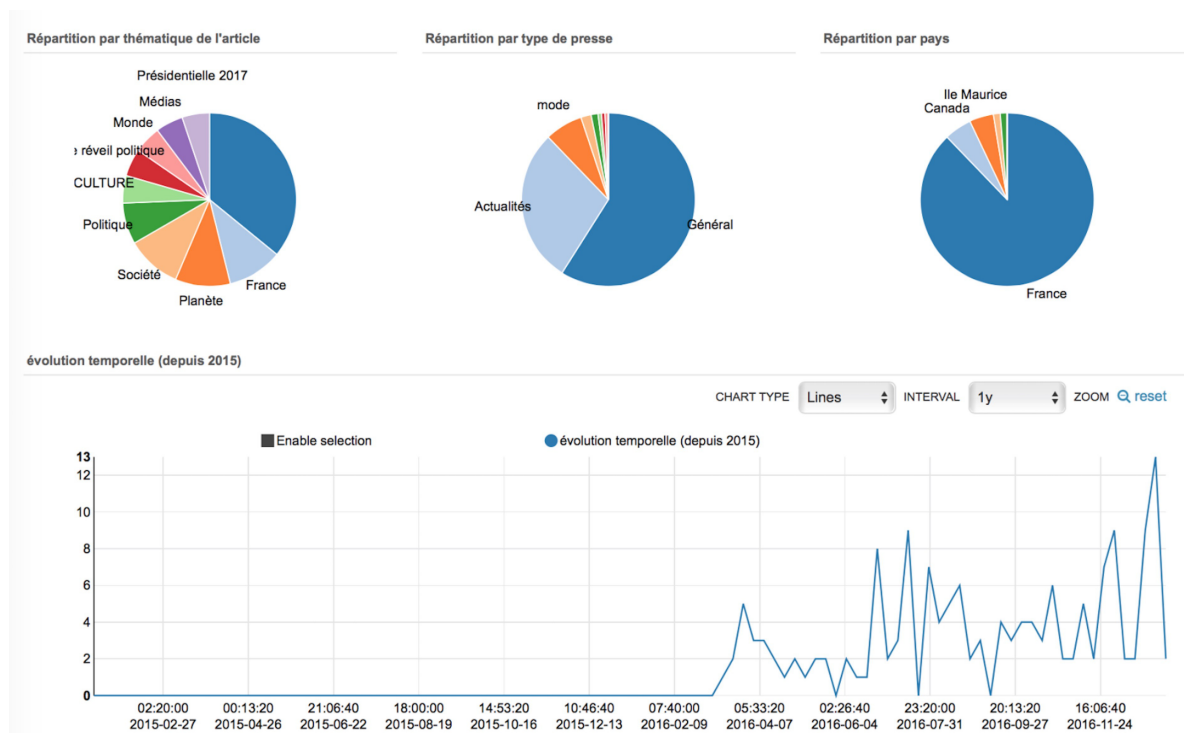 Répartition par thématique de l'article
Répartition par type de presse
Répartition par pays
Présidentielle 2017
Médias
Monde
réveil politique
CULTURE
Politique
Société
Planète
France
mode
Actualités
Général
Ile Maurice
Canada
France
évolution temporelle (depuis 2015)
CHART TYPE Lines INTERVAL 1y ZOOM reset
Enable selection évolution temporelle (depuis 2015)
13
12
10
8
6
4
2
0
02:20:00 00:13:20 21:06:40 18:00:00 14:53:20 10:46:40 07:40:00 05:33:20 02:26:40 23:20:00 20:13:20 16:06:40
2015-02-27 2015-04-26 2015-06-22 2015-08-19 2015-10-16 2015-12-13 2016-02-09 2016-04-07 2016-06-04 2016-07-31 2016-09-27 2016-11-24